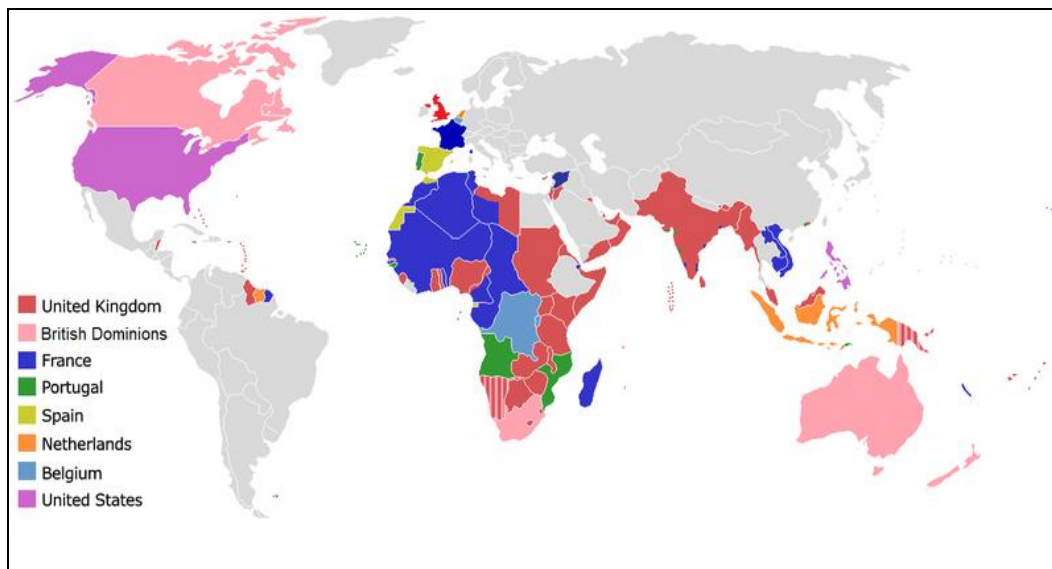 United Kingdom
British Dominions
France
Portugal
Spain
Netherlands
Belgium
United States